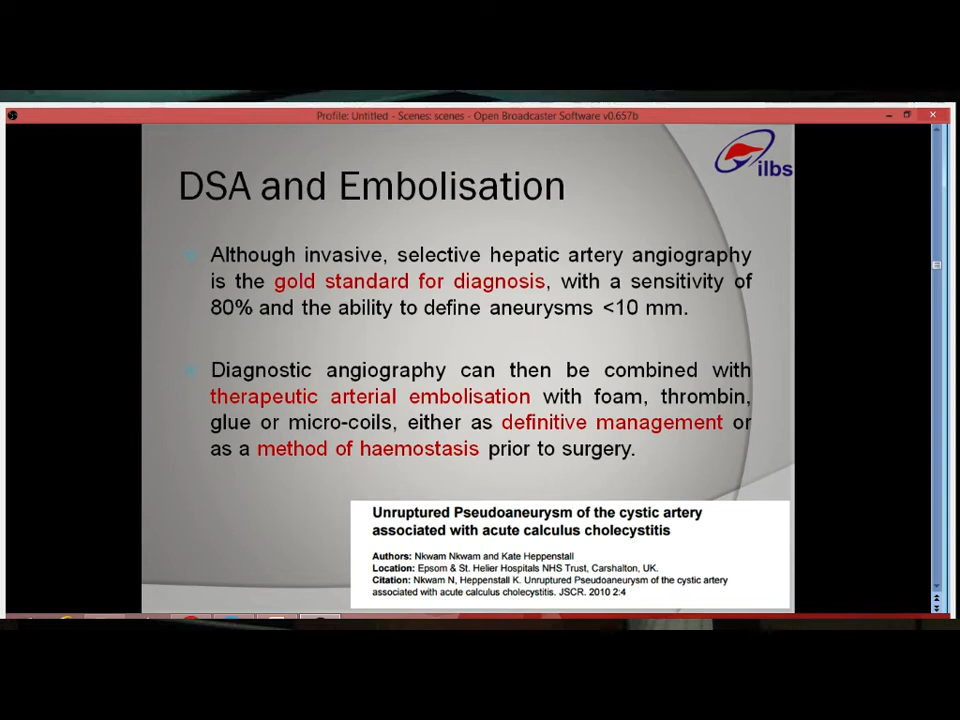 Profile: Untitled - Scenes: scenes - Open Broadcaster Software v0.657b
ilbs
DSA and Embolisation
Although invasive, selective hepatic artery angiography
is the gold standard for diagnosis, with a sensitivity of
80% and the ability to define aneurysms <10 mm.
Diagnostic angiography can then be combined with
therapeutic arterial embolisation with foam, thrombin,
glue or micro-coils, either as definitive management or
as a method of haemostasis prior to surgery.
Unruptured Pseudoaneurysm of the cystic artery
associated with acute calculus cholecystitis
Authors: Nkwam Nkwam and Kate Heppenstall
Location: Epsom & St. Helier Hospitals NHS Trust, Carshalton, UK.
Citation: Nkwam N, Heppenstall K. Unruptured Pseudoaneurysm of the cystic artery
associated with acute calculus cholecystitis. JSCR. 2010 2:4